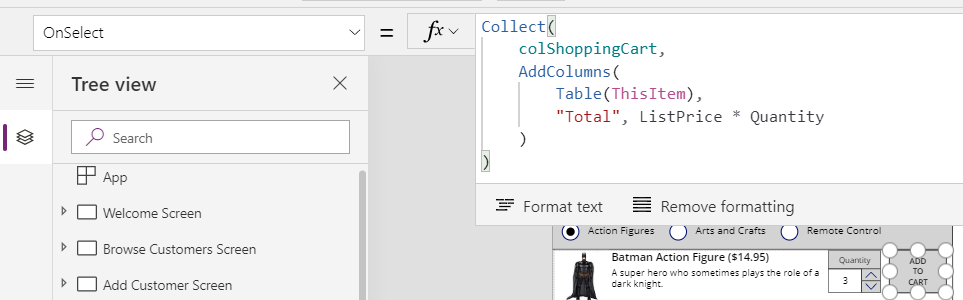 OnSelect
= fx
Collect(
colShoppingCart,
AddColumns(
Table(ThisItem),
"Total", ListPrice * Quantity
)
)
Tree view
Search
App
Welcome Screen
Browse Customers Screen
Add Customer Screen
Format text
Remove formatting
Action Figures
Arts and Crafts
Remote Control
Batman Action Figure ($14.95)
A super hero who sometimes plays the role of a
dark knight.
Quantity
3
ADD
TO
CART